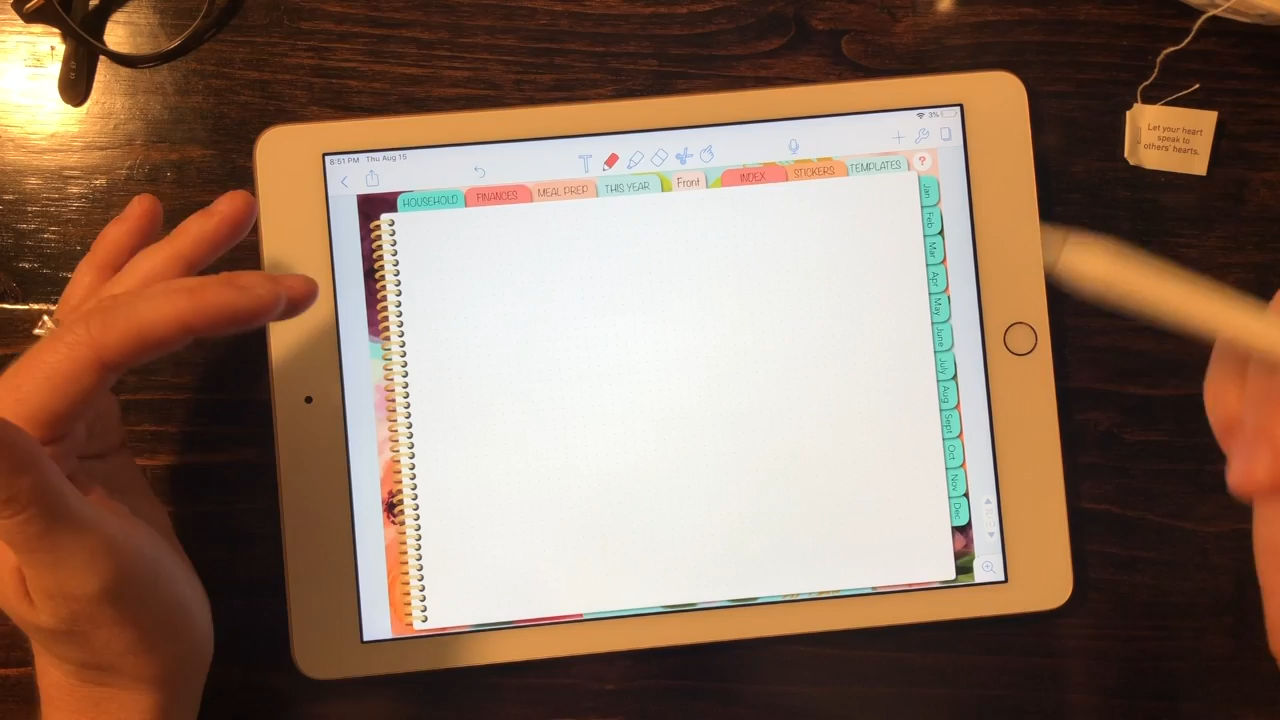 8:51 PM Thu Aug 15
3%
T
HOUSEHOLD
FINANCES
MEAL PREP
THIS YEAR
Front
INDEX
STICKERS
TEMPLATES
?
Jan
Feb
Mar
Apr
May
June
July
Aug
Sept
Oct
Nov
Dec
Let your heart
speak to
others' hearts.